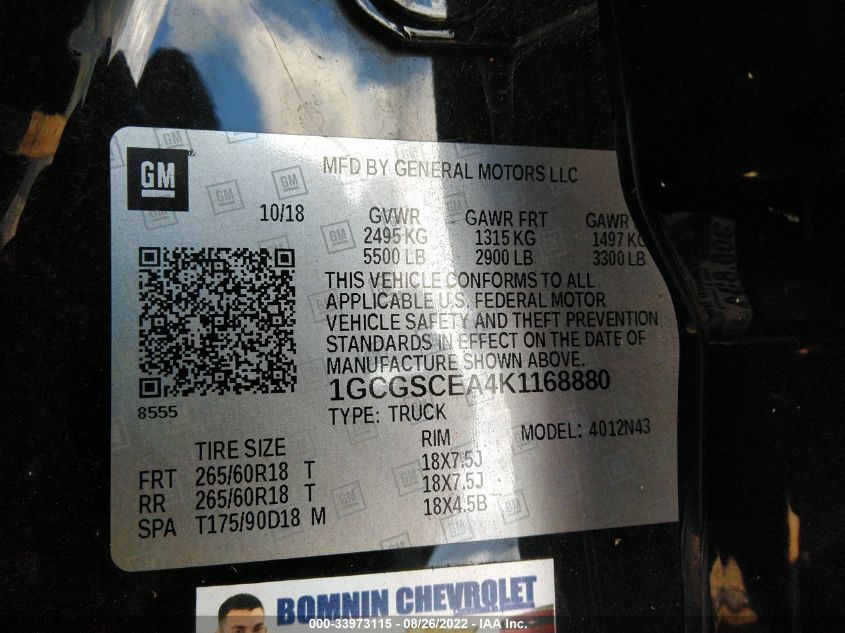 GM
MFD BY GENERAL MOTORS LLC
10/18 GVWR GAWR FRT GAWR
2495 KG 1315 KG 1497 KG
5500 LB 2900 LB 3300 LB
THIS VEHICLE CONFORMS TO ALL
APPLICABLE U.S. FEDERAL MOTOR
VEHICLE SAFETY AND THEFT PREVENTION
STANDARDS IN EFFECT ON THE DATE OF
MANUFACTURE SHOWN ABOVE.
1GCGSCEA4K1168880
8555
TYPE: TRUCK
MODEL: 4012N43
TIRE SIZE RIM
FRT 265/60R18 T 18X7.5J
RR 265/60R18 T 18X7.5J
SPA T175/90D18 M 18X4.5B
BOMNIN CHEVROLET
000-33973115 - 08/26/2022 - IAA Inc.